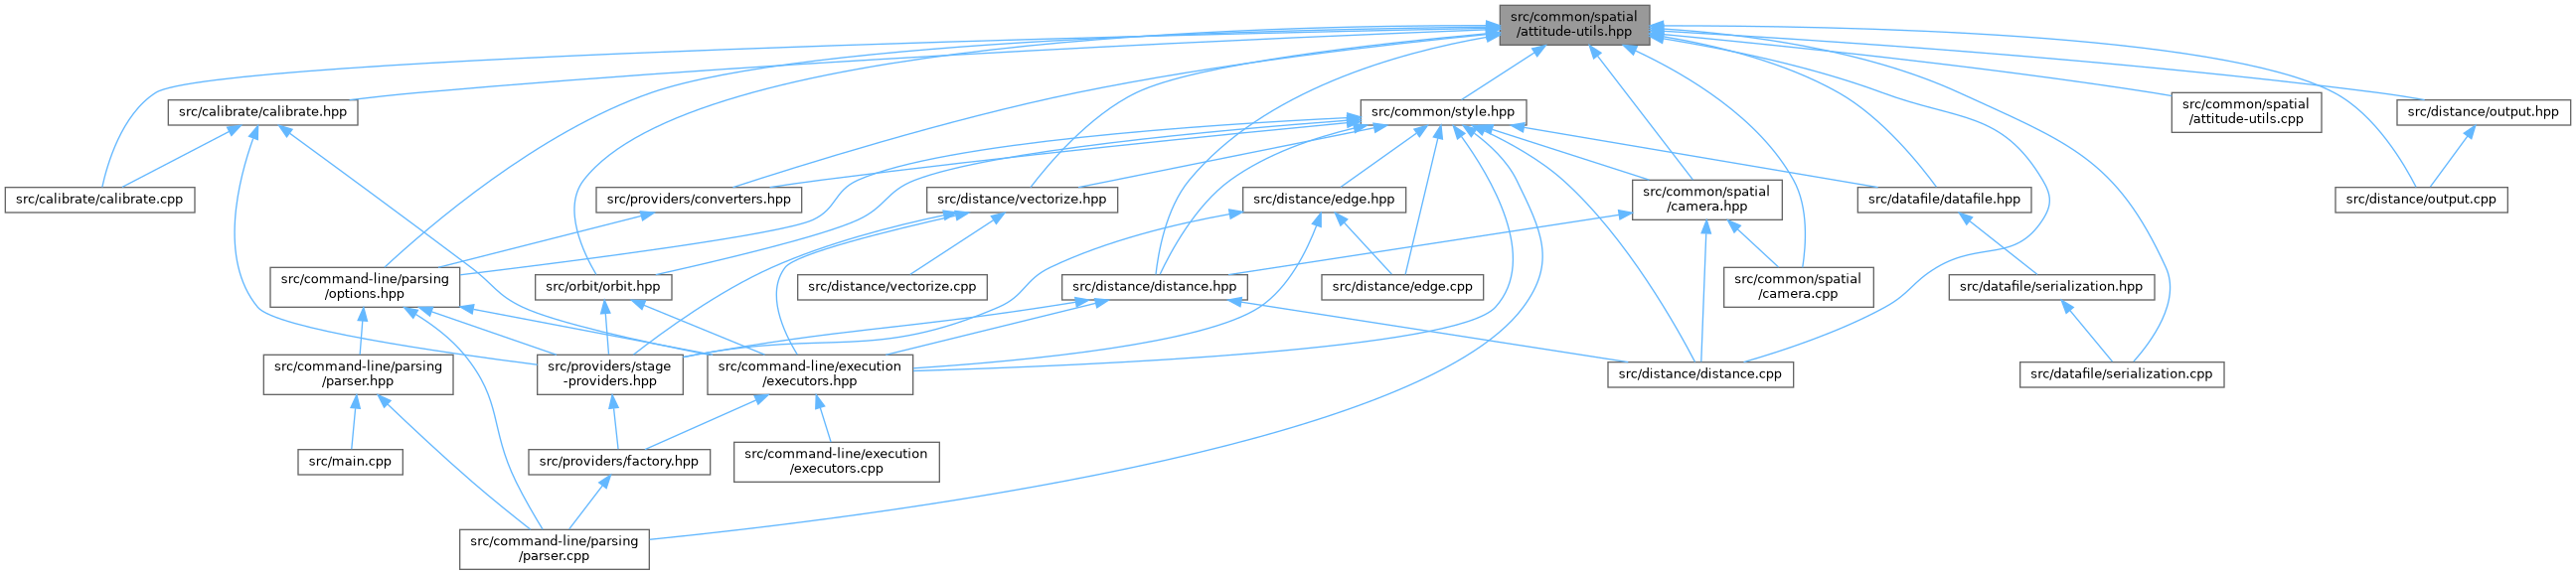 src/common/spatial
/attitude-utils.hpp
src/calibrate/calibrate.hpp
src/common/style.hpp
src/common/spatial
/attitude-utils.cpp
src/distance/output.hpp
src/calibrate/calibrate.cpp
src/providers/converters.hpp
src/distance/vectorize.hpp
src/distance/edge.hpp
src/common/spatial
/camera.hpp
src/datafile/datafile.hpp
src/distance/output.cpp
src/command-line/parsing
/options.hpp
src/orbit/orbit.hpp
src/distance/vectorize.cpp
src/distance/distance.hpp
src/distance/edge.cpp
src/common/spatial
/camera.cpp
src/datafile/serialization.hpp
src/command-line/parsing
/parser.hpp
src/providers/stage
-providers.hpp
src/command-line/execution
/executors.hpp
src/distance/distance.cpp
src/datafile/serialization.cpp
src/main.cpp
src/providers/factory.hpp
src/command-line/execution
/executors.cpp
src/command-line/parsing
/parser.cpp